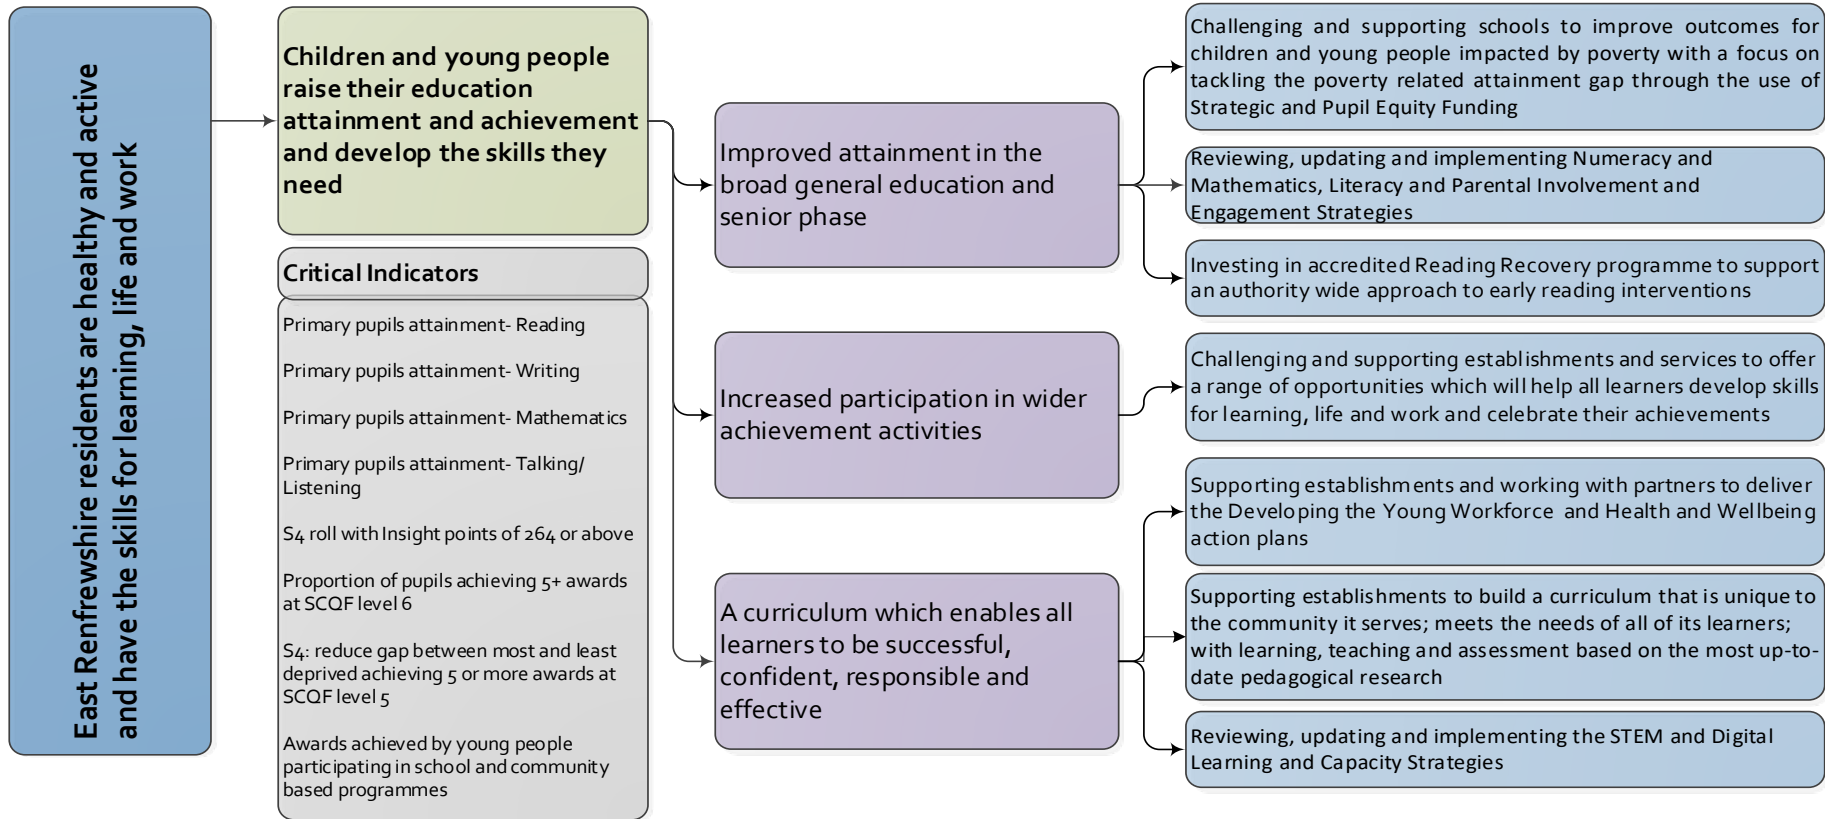 East Renfrewshire residents are healthy and active
and have the skills for learning, life and work
Children and young people
raise their education
attainment and achievement
and develop the skills they
need
Critical Indicators
Primary pupils attainment- Reading
Primary pupils attainment- Writing
Primary pupils attainment- Mathematics
Primary pupils attainment- Talking/
Listening
S4 roll with Insight points of 264 or above
Proportion of pupils achieving 5+ awards
at SCQF level 6
S4: reduce gap between most and least
deprived achieving 5 or more awards at
SCQF level 5
Awards achieved by young people
participating in school and community
based programmes
Improved attainment in the
broad general education and
senior phase
Increased participation in wider
achievement activities
A curriculum which enables all
learners to be successful,
confident, responsible and
effective
Challenging and supporting schools to improve outcomes for
children and young people impacted by poverty with a focus on
tackling the poverty related attainment gap through the use of
Strategic and Pupil Equity Funding
Reviewing, updating and implementing Numeracy and
Mathematics, Literacy and Parental Involvement and
Engagement Strategies
Investing in accredited Reading Recovery programme to support
an authority wide approach to early reading interventions
Challenging and supporting establishments and services to offer
a range of opportunities which will help all learners develop skills
for learning, life and work and celebrate their achievements
Supporting establishments and working with partners to deliver
the Developing the Young Workforce and Health and Wellbeing
action plans
Supporting establishments to build a curriculum that is unique to
the community it serves; meets the needs of all of its learners;
with learning, teaching and assessment based on the most up-to-
date pedagogical research
Reviewing, updating and implementing the STEM and Digital
Learning and Capacity Strategies